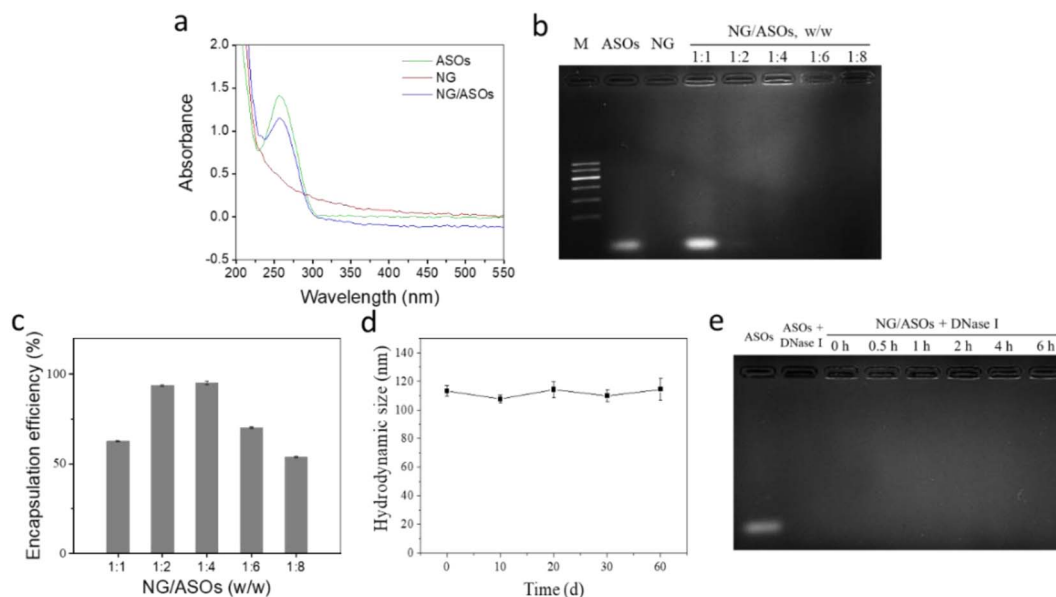 a
Absorbance
2.0
1.5
1.0
0.5
0.0
-0.5
ASOs
NG
NG/ASOs
200 250 300 350 400 450 500 550
Wavelength (nm)
b
NG/ASOs, w/w
M ASOs NG
1:1 1:2 1:4 1:6 1:8
c
Encapsulation efficiency (%)
100
50
0
1:1 1:2 1:4 1:6 1:8
NG/ASOs (w/w)
d
Hydrodynamic size (nm)
140
120
100
80
60
40
20
0
0 10 20 30 60
Time (d)
e
ASOs
ASOs +
DNase I
NG/ASOs + DNase I
0 h 0.5 h 1 h 2 h 4 h 6 h